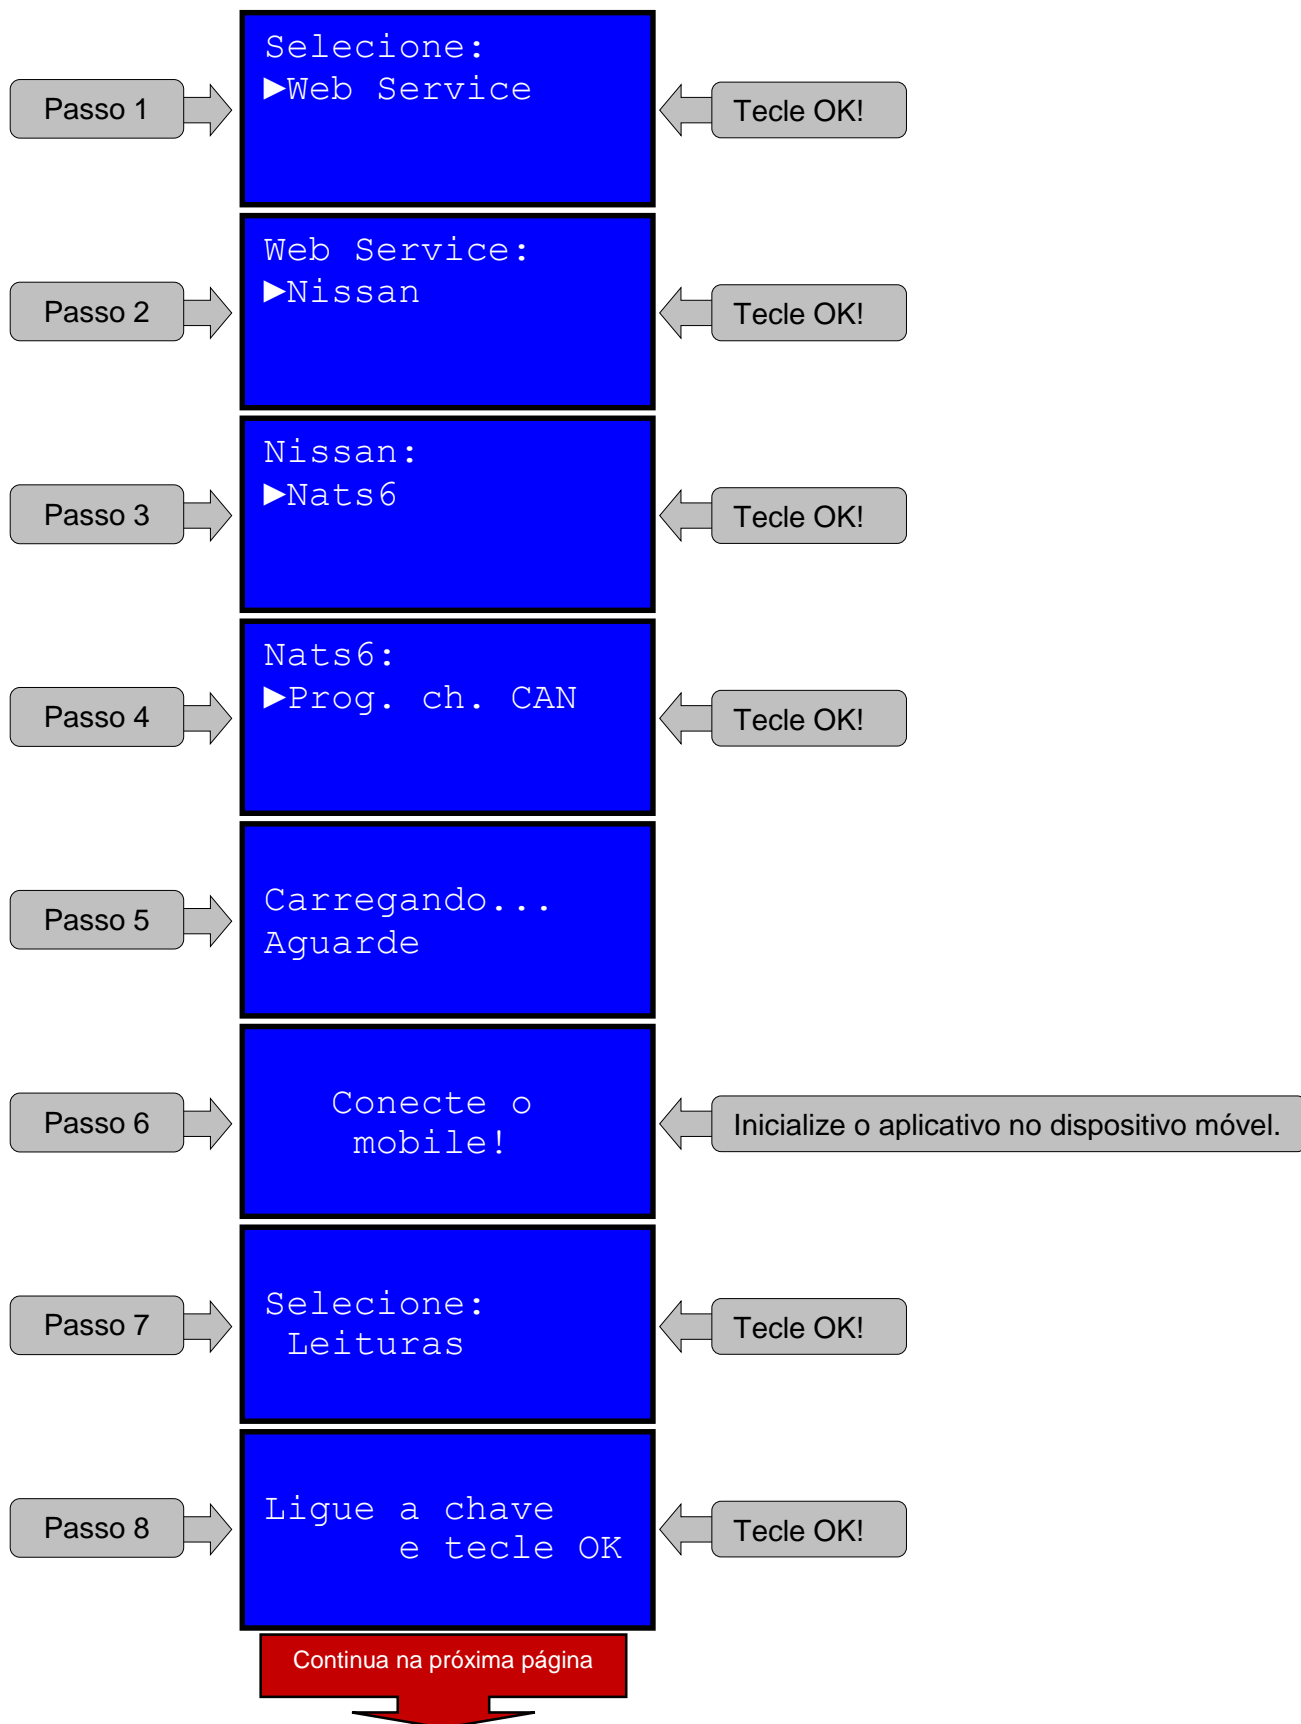 Selecione:
Passo 1
►Web Service
Tecle OK!
Web Service:
Passo 2
►Nissan
Tecle OK!
Nissan:
Passo 3
►Nats6
Tecle OK!
Nats6:
Passo 4
►Prog. ch. CAN
Tecle OK!
Passo 5
Carregando...
Aguarde
Passo 6
Conecte o
mobile!
Inicialize o aplicativo no dispositivo móvel.
Passo 7
Selecione:
Leituras
Tecle OK!
Passo 8
Ligue a chave
e tecle OK
Tecle OK!
Continua na próxima página